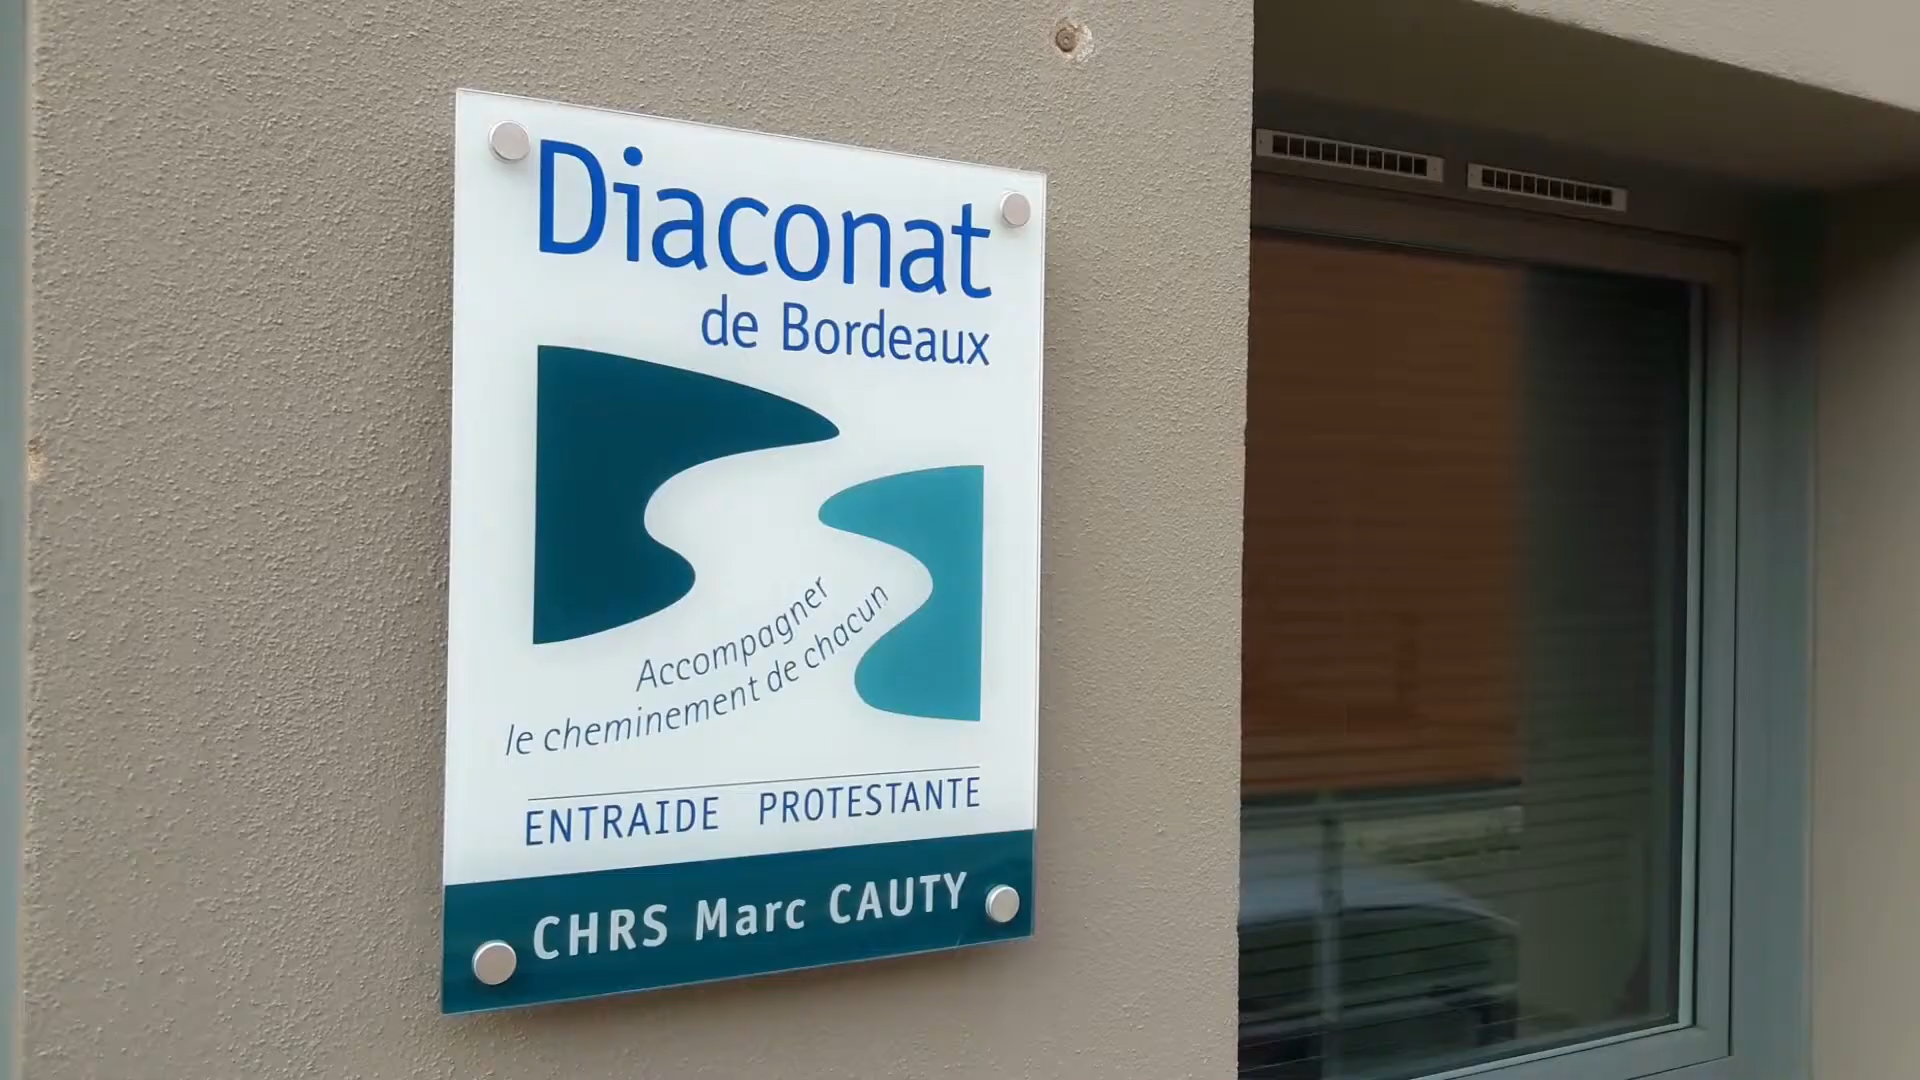 Diaconat
de Bordeaux
Accompagner
le cheminement de chacun
ENTRAIDE PROTESTANTE
CHRS Marc CAUTY